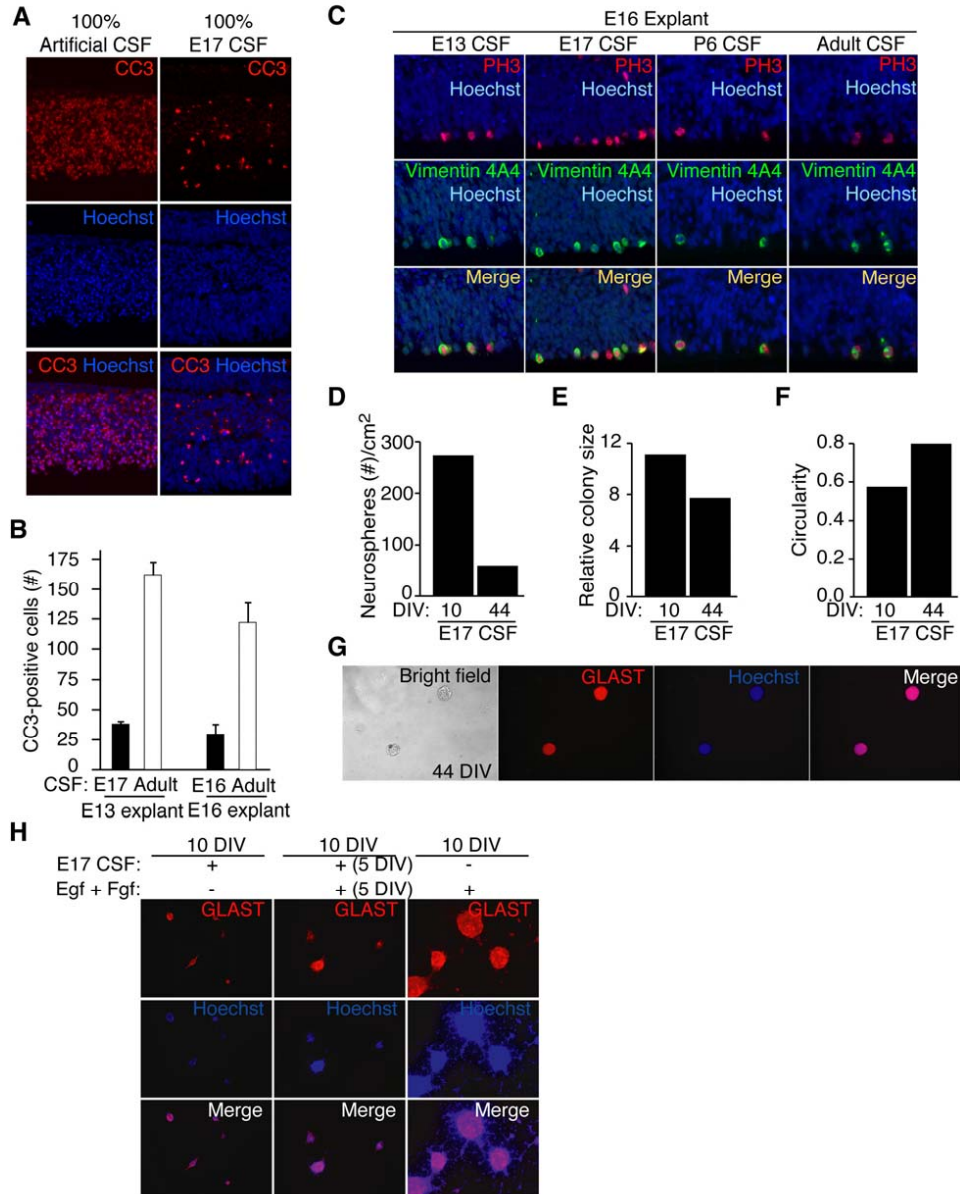 A
100%
Artificial CSF
100%
E17 CSF
CC3
CC3
Hoechst
Hoechst
CC3 Hoechst
CC3 Hoechst
B
CC3-positive cells (#)
175
150
125
100
75
50
25
0
CSF: E17 Adult E16 Adult
E13 explant E16 explant
C
E16 Explant
E13 CSF E17 CSF P6 CSF Adult CSF
PH3 PH3 PH3 PH3
Hoechst Hoechst Hoechst Hoechst
Vimentin 4A4 Vimentin 4A4 Vimentin 4A4 Vimentin 4A4
Hoechst Hoechst Hoechst Hoechst
Merge Merge Merge Merge
D
Neurospheres (#)/cm²
300
200
100
0
DIV: 10 44
E17 CSF
E
Relative colony size
12
8
4
0
DIV: 10 44
E17 CSF
F
Circularity
0.8
0.6
0.4
0.2
0.0
DIV: 10 44
E17 CSF
G
Bright field GLAST Hoechst Merge
44 DIV
H
10 DIV 10 DIV 10 DIV
E17 CSF: + + (5 DIV) -
Egf + Fgf: - + (5 DIV) +
GLAST GLAST GLAST
Hoechst Hoechst Hoechst
Merge Merge Merge